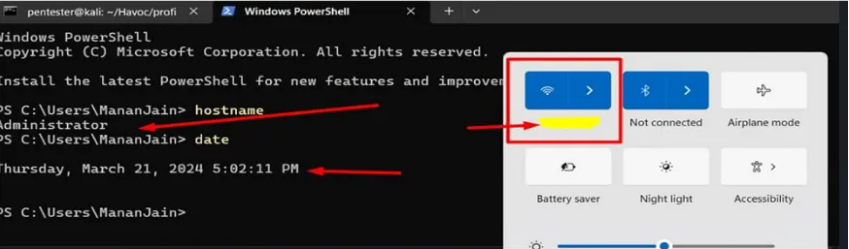 pentester@kali: ~/Havoc/profi
Windows PowerShell
Windows PowerShell
Copyright (C) Microsoft Corporation. All rights reserved.
Install the latest PowerShell for new features and improvem
PS C:\Users\MananJain> hostname
Administrator
PS C:\Users\MananJain> date
Thursday, March 21, 2024 5:02:11 PM
PS C:\Users\MananJain>
Not connected
Airplane mode
Battery saver
Night light
Accessibility